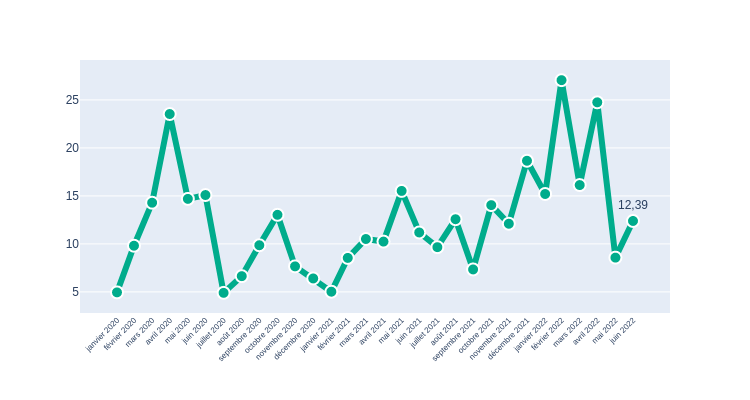 25
20
15
10
5
12,39
janvier 2020
février 2020
mars 2020
avril 2020
mai 2020
juin 2020
juillet 2020
août 2020
septembre 2020
octobre 2020
novembre 2020
décembre 2020
janvier 2021
février 2021
mars 2021
avril 2021
mai 2021
juin 2021
juillet 2021
août 2021
septembre 2021
octobre 2021
novembre 2021
décembre 2021
janvier 2022
février 2022
mars 2022
avril 2022
mai 2022
juin 2022